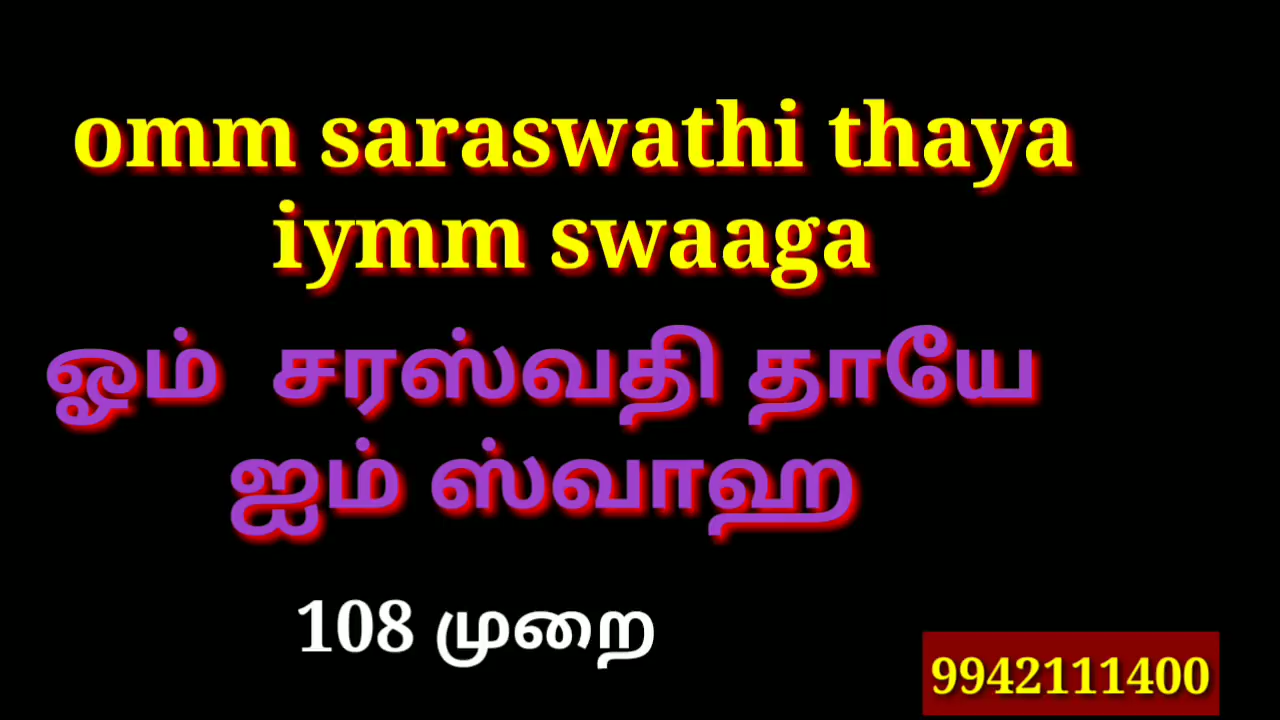 omm saraswathi thaya
iymm swaaga
ஓம் சரஸ்வதி தாயே
ஐம் ஸ்வாஹ
108 முறை
9942111400